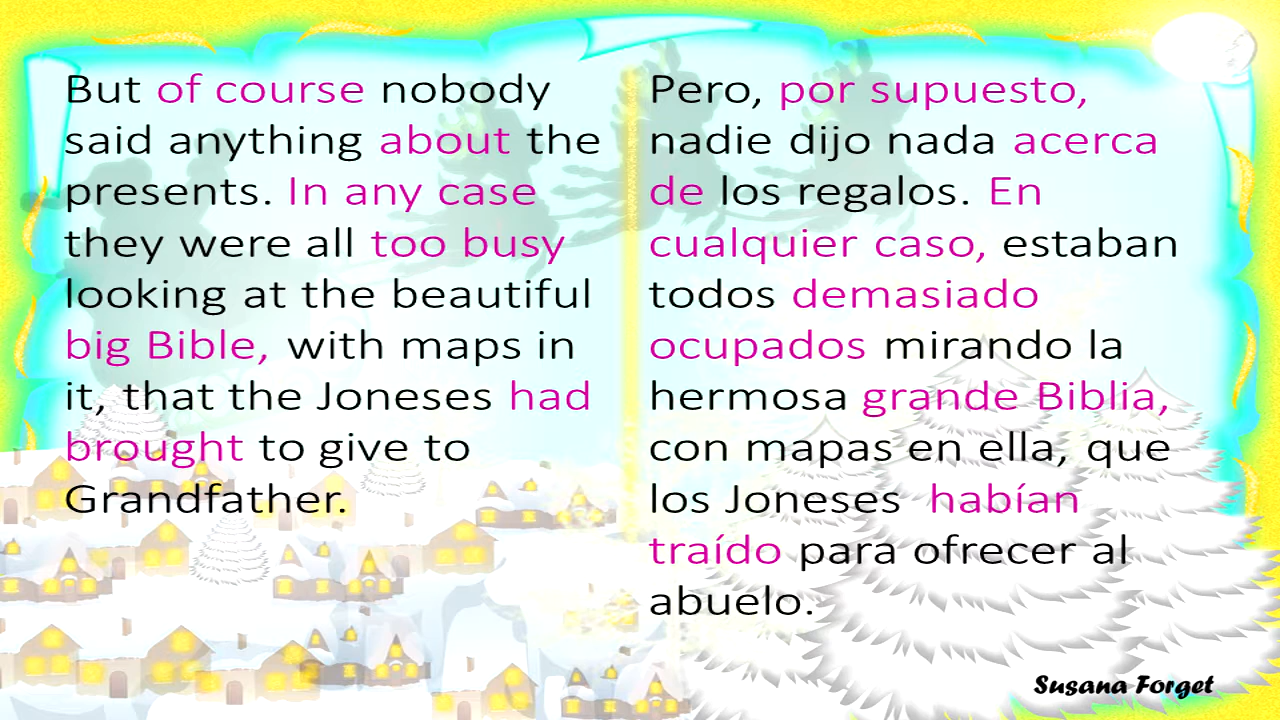 But of course nobody
said anything about the
presents. In any case
they were all too busy
looking at the beautiful
big Bible, with maps in
it, that the Joneses had
brought to give to
Grandfather.
Pero, por supuesto,
nadie dijo nada acerca
de los regalos. En
cualquier caso, estaban
todos demasiado
ocupados mirando la
hermosa grande Biblia,
con mapas en ella, que
los Joneses habían
traído para ofrecer al
abuelo.
Susana Forget